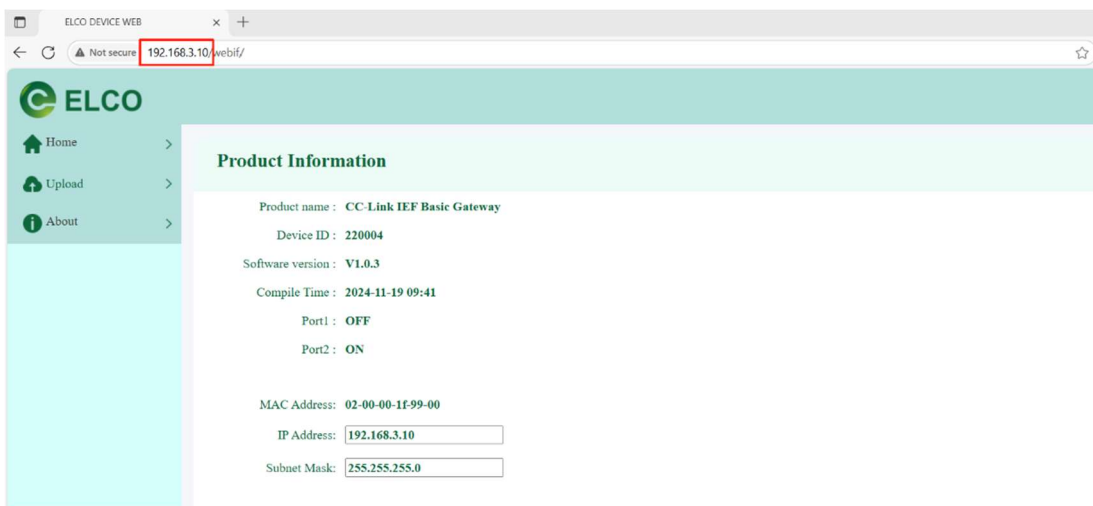 ELCO DEVICE WEB
Not secure 192.168.3.10/webif/
ELCO
Home
Upload
About
Product Information
Product name : CC-Link IEF Basic Gateway
Device ID : 220004
Software version : V1.0.3
Compile Time : 2024-11-19 09:41
Port1 : OFF
Port2 : ON
MAC Address: 02-00-00-1f-99-00
IP Address: 192.168.3.10
Subnet Mask: 255.255.255.0